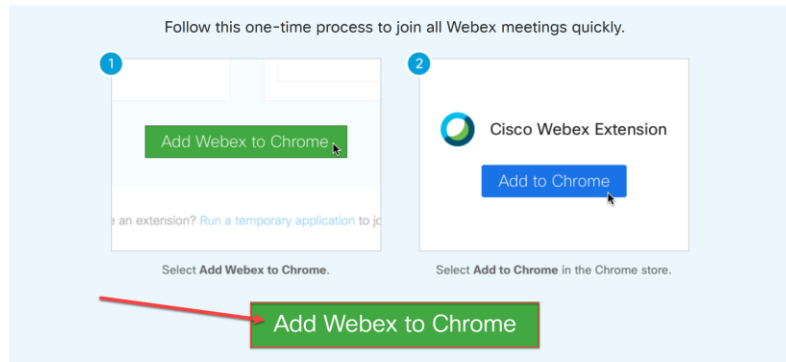 Follow this one-time process to join all Webex meetings quickly.
1
2
Add Webex to Chrome
Cisco Webex Extension
Add to Chrome
an extension? Run a temporary application to
Select Add Webex to Chrome.
Select Add to Chrome in the Chrome store.
Add Webex to Chrome